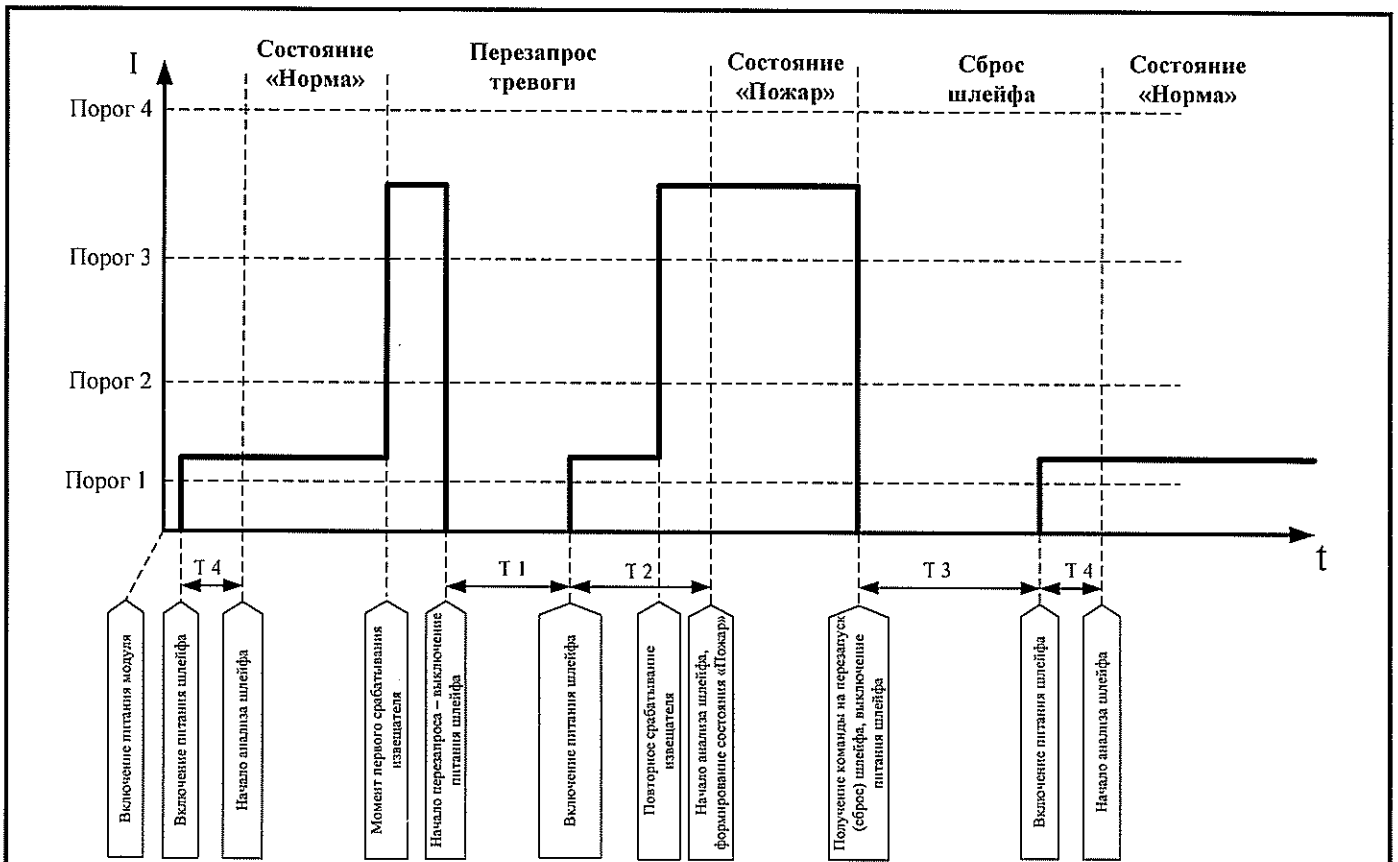 I
Состояние
«Норма»
Перезапрос
тревоги
Состояние
«Пожар»
Сброс
шлейфа
Состояние
«Норма»
Порог 4
Порог 3
Порог 2
Порог 1
t
T 4
T 1
T 2
T 3
T 4
Включение питания модуля
Включение питания шлейфа
Начало анализа шлейфа
Момент первого срабатывания
извещателя
Начало перезапроса – выключение
питания шлейфа
Включение питания шлейфа
Повторное срабатывание
извещателя
Начало анализа шлейфа,
формирование состояния «Пожар»
Получение команды на перезапуск
(сброс) шлейфа, выключение
питания шлейфа
Включение питания шлейфа
Начало анализа шлейфа